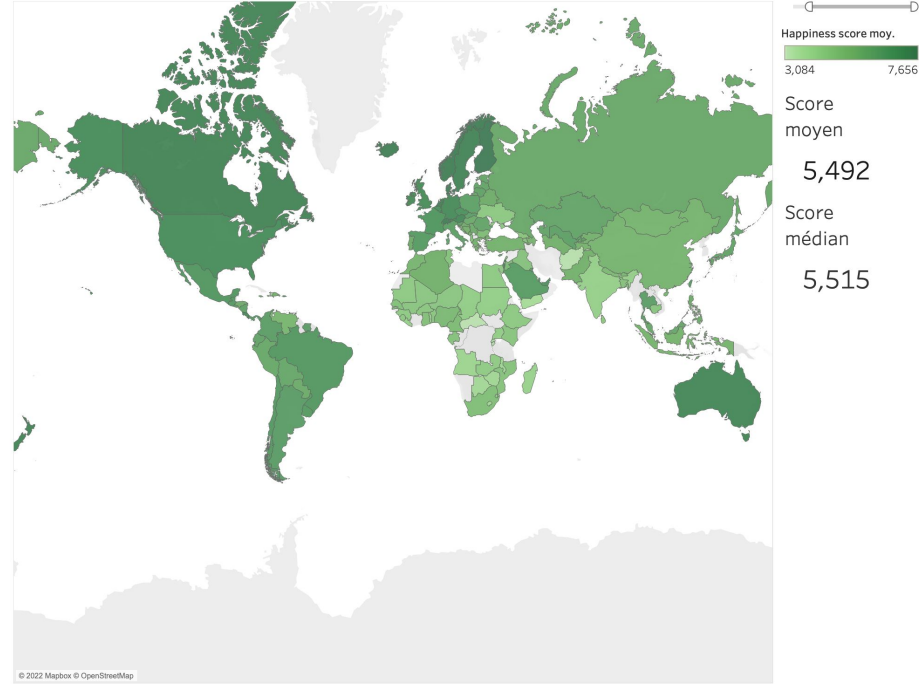 Happiness score moy.
3,084 7,656
Score
moyen
5,492
Score
médian
5,515
© 2022 Mapbox © OpenStreetMap